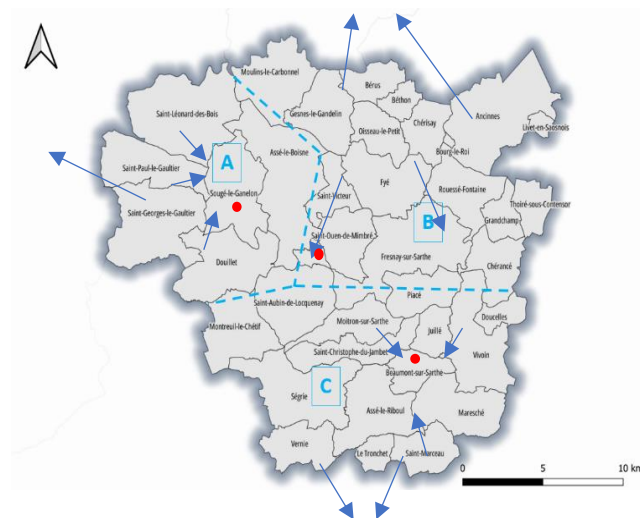 Moulins-le-Carbonnel
Bérus
Béthon
Gesnes-le-Gandelin
Saint-Léonard-des-Bois
Chérisay
Ancinnes
Oisseau-le-Petit
Livet-en-Saosnois
Bourg-le-Roi
Assé-le-Boisne
A
Saint-Paul-le-Gaultier
Fyé
Rouessé-Fontaine
Sougé-le-Ganelon
Saint-Victeur
Thoiré-sous-Contensor
Saint-Georges-le-Gaultier
B
Grandchamp
Saint-Ouen-de-Mimbré
Fresnay-sur-Sarthe
Douillet
Chérancé
Piacé
Saint-Aubin-de-Locquenay
Doucelles
Moitron-sur-Sarthe
Montreuil-le-Chétif
Juillé
Saint-Christophe-du-Jambet
Vivoin
Beaumont-sur-Sarthe
C
Ségrie
Assé-le-Riboul
Maresché
Vernie
Le Tronchet
Saint-Marceau
0 5 10 km